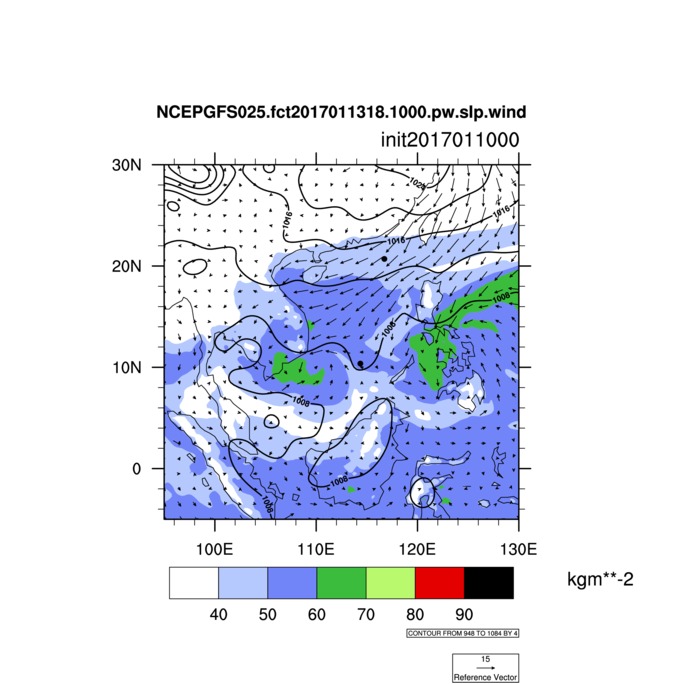 NCEPGFS025.fct2017011318.1000.pw.slp.wind
init2017011000
30N
20N
10N
0
1016
1016
1016
1008
1008
1008
1008
1008
100E 110E 120E 130E
kgm**-2
40 50 60 70 80 90
CONTOUR FROM 948 TO 1084 BY 4
15
Reference Vector